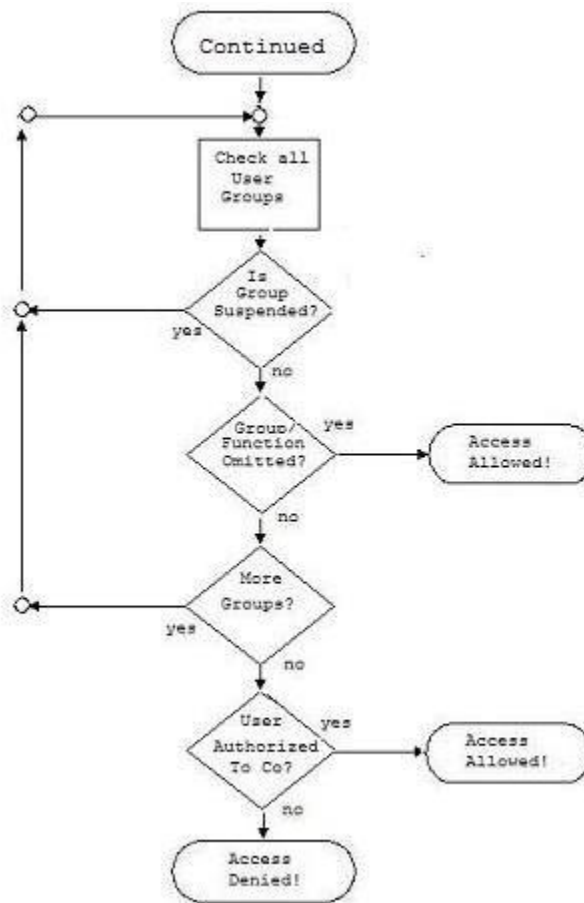 Continued
Check all
User
Groups
Is
Group
Suspended?
yes
no
Group/
Function
Omitted?
yes
Access
Allowed!
no
More
Groups?
yes
no
User
Authorized
To Co?
yes
Access
Allowed!
no
Access
Denied!